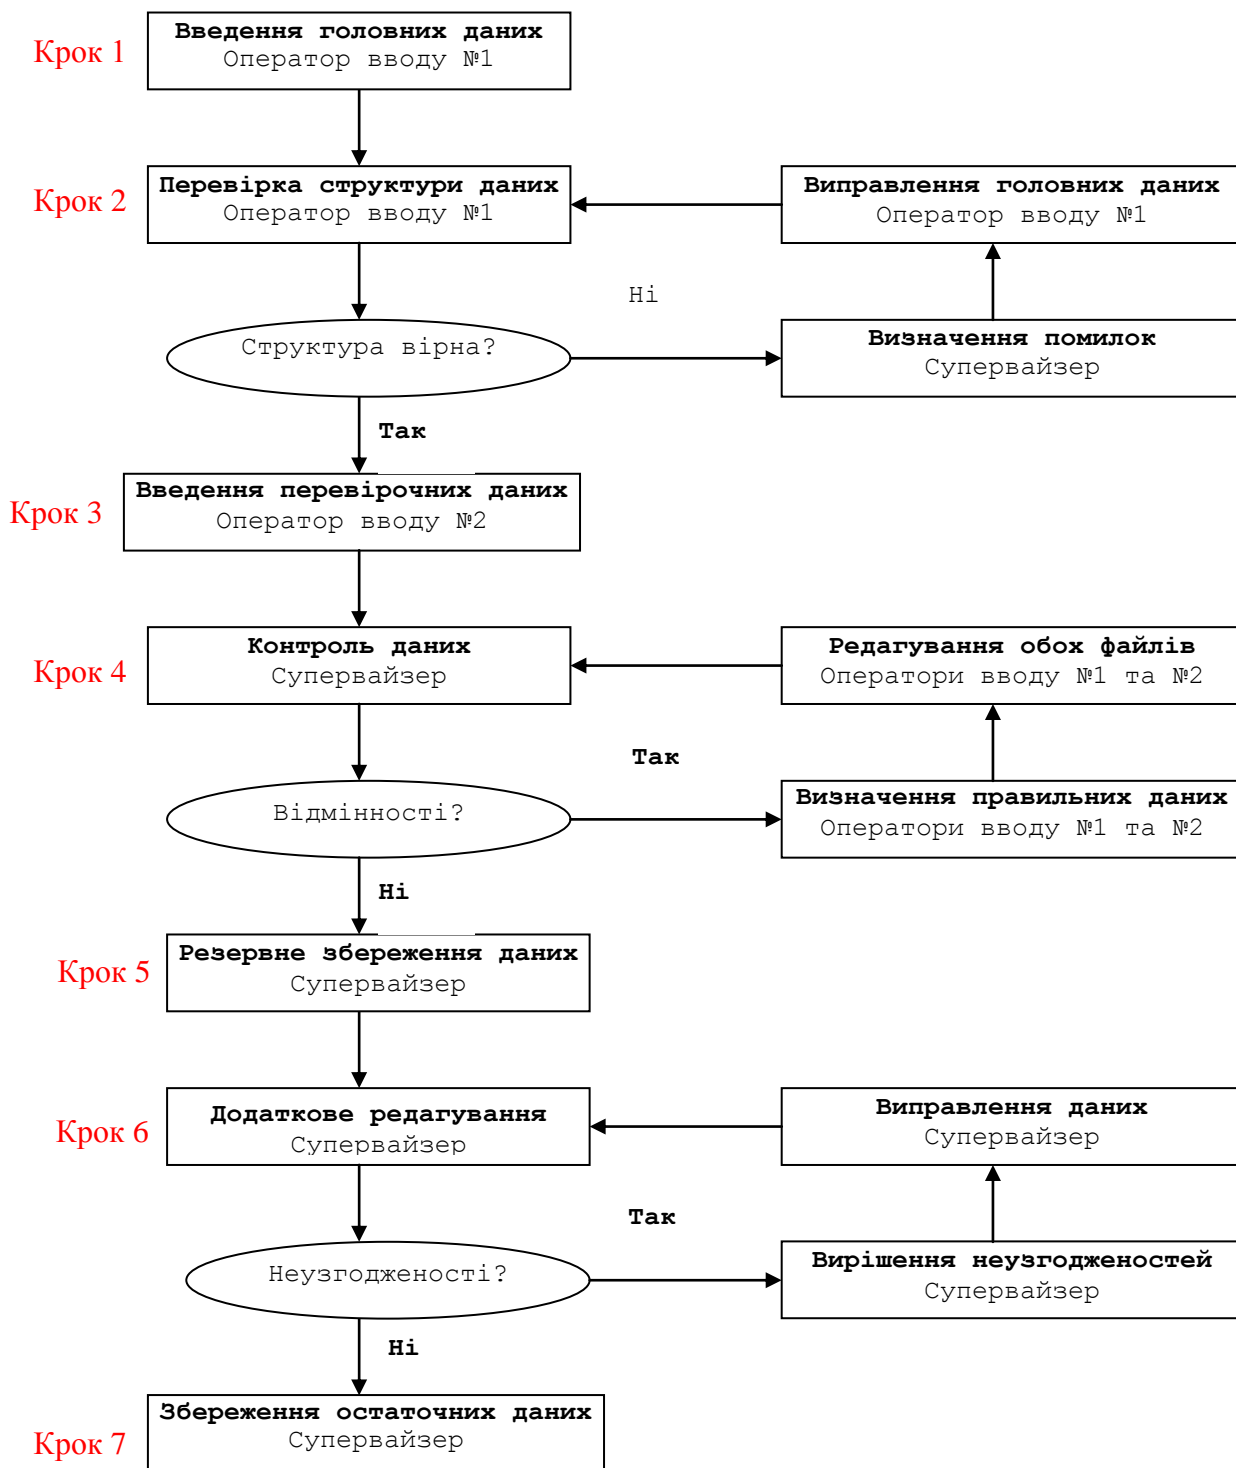 Крок 1
Введення головних даних
Оператор вводу №1
Крок 2
Перевірка структури даних
Оператор вводу №1
Виправлення головних даних
Оператор вводу №1
Ні
Структура вірна?
Визначення помилок
Супервайзер
Так
Крок 3
Введення перевірочних даних
Оператор вводу №2
Крок 4
Контроль даних
Супервайзер
Редагування обох файлів
Оператори вводу №1 та №2
Так
Відмінності?
Визначення правильних даних
Оператори вводу №1 та №2
Ні
Крок 5
Резервне збереження даних
Супервайзер
Крок 6
Додаткове редагування
Супервайзер
Виправлення даних
Супервайзер
Так
Неузгодженості?
Вирішення неузгодженостей
Супервайзер
Ні
Крок 7
Збереження остаточних даних
Супервайзер